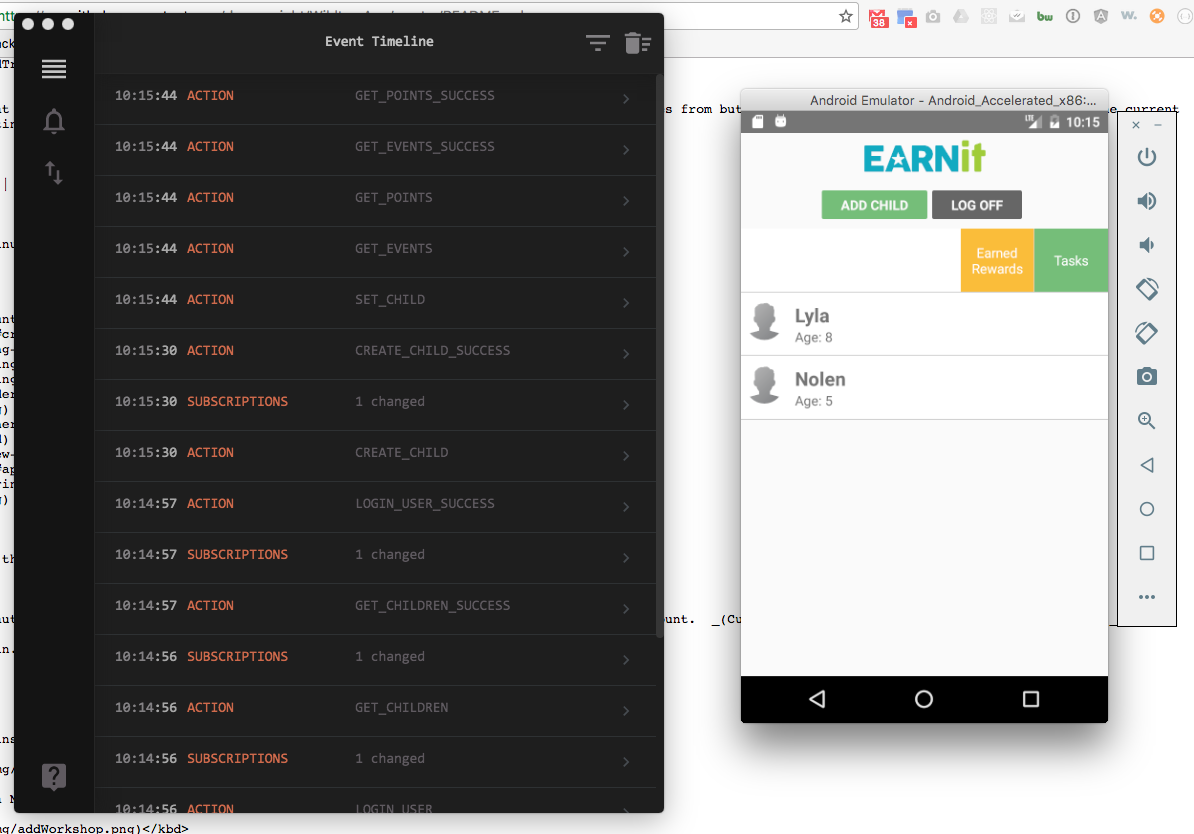 Event Timeline
10:15:44 ACTION GET_POINTS_SUCCESS
10:15:44 ACTION GET_EVENTS_SUCCESS
10:15:44 ACTION GET_POINTS
10:15:44 ACTION GET_EVENTS
10:15:44 ACTION SET_CHILD
10:15:30 ACTION CREATE_CHILD_SUCCESS
10:15:30 SUBSCRIPTIONS 1 changed
10:15:30 ACTION CREATE_CHILD
10:14:57 ACTION LOGIN_USER_SUCCESS
10:14:57 SUBSCRIPTIONS 1 changed
10:14:57 ACTION GET_CHILDREN_SUCCESS
10:14:56 SUBSCRIPTIONS 1 changed
10:14:56 ACTION GET_CHILDREN
10:14:56 SUBSCRIPTIONS 1 changed
10:14:56 ACTION LOGIN_USER
?
38
bw
A
W.
s from but
e current
unt. _(Cu
ng/addWorkshop.png)</kbd>
Android Emulator - Android_Accelerated_x86:...
LTE 10:15
EARNit
ADD CHILD LOG OFF
Earned
Rewards
Tasks
Lyla
Age: 8
Nolen
Age: 5